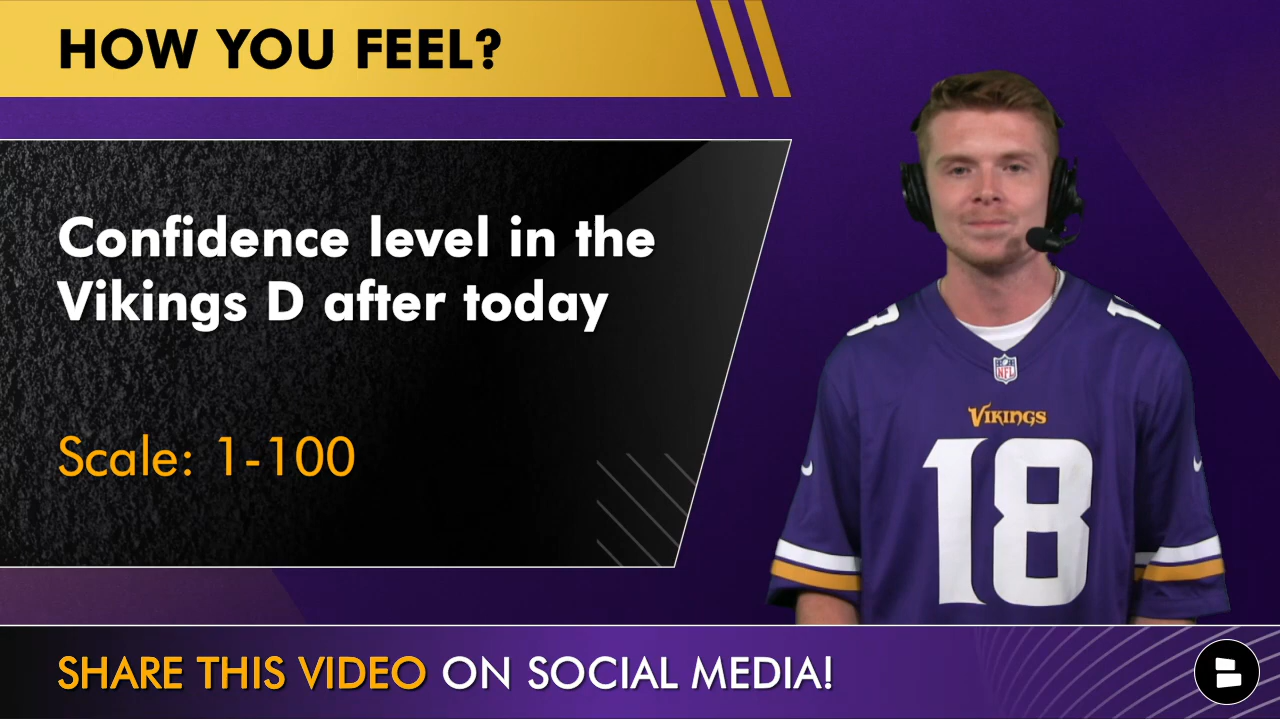 HOW YOU FEEL?
Confidence level in the
Vikings D after today
Scale: 1-100
NFL
VIKINGS
18
SHARE THIS VIDEO ON SOCIAL MEDIA!